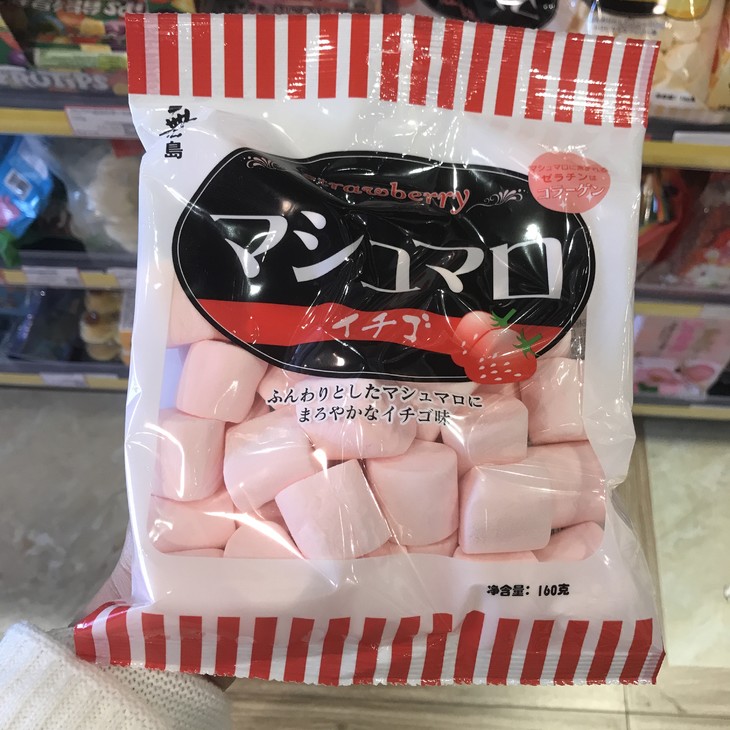 島
Strawberry
マシュマロ
イチゴ
ゼラチンは
コラーゲン
ふんわりとしたマシュマロに
まろやかなイチゴ味
净含量: 160克
FRUTIPS